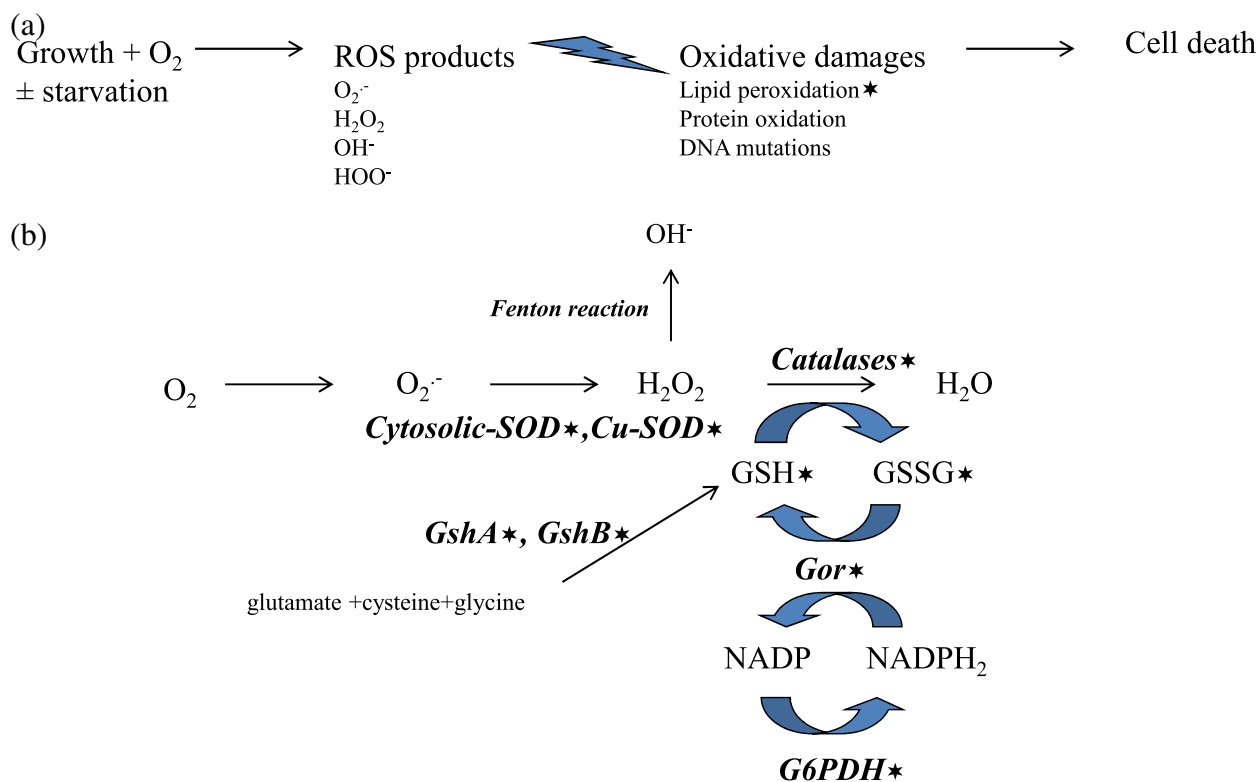 (a)
Growth + O₂ ROS products Oxidative damages Cell death
± starvation O₂·⁻ Lipid peroxidation★
H₂O₂ Protein oxidation
OH⁻ DNA mutations
HOO⁻
(b)
OH⁻
Fenton reaction
Catalases★
O₂ O₂·⁻ H₂O₂ H₂O
Cytosolic-SOD★,Cu-SOD★
GSH★ GSSG★
GshA★, GshB★
Gor★
glutamate +cysteine+glycine
NADP NADPH₂
G6PDH★